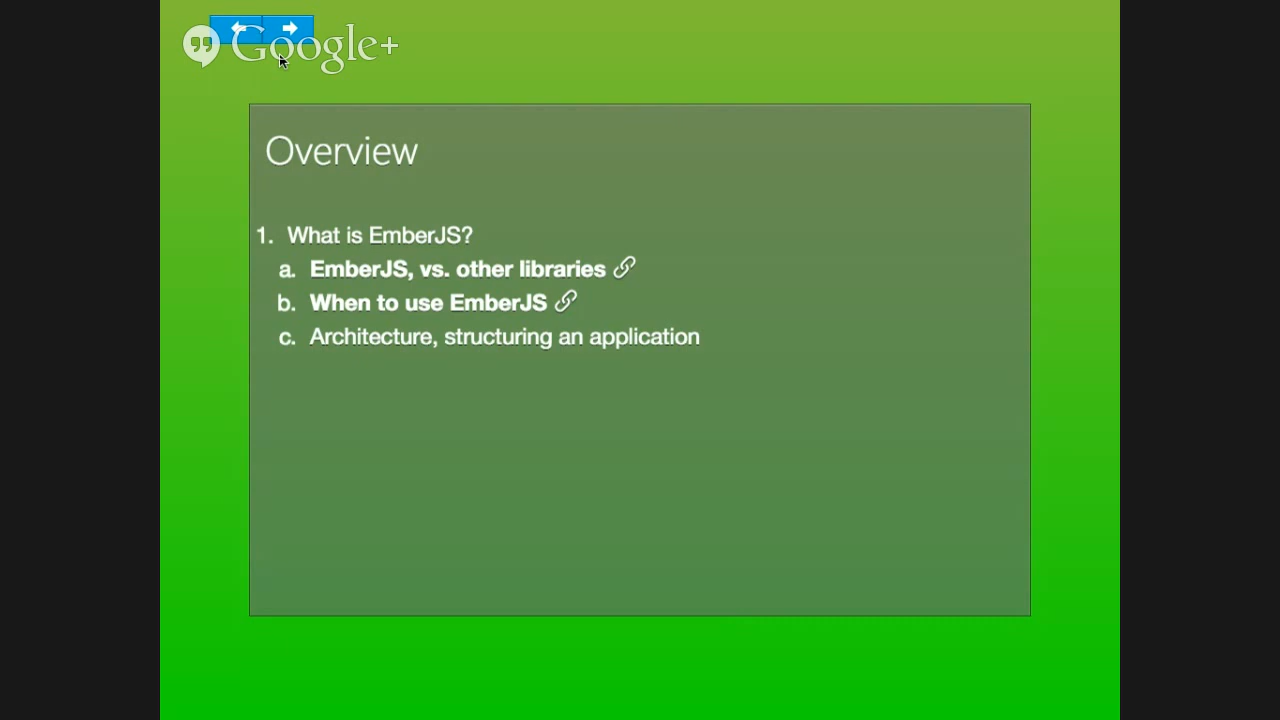 Google+
Overview
1. What is EmberJS?
a. EmberJS, vs. other libraries
b. When to use EmberJS
c. Architecture, structuring an application